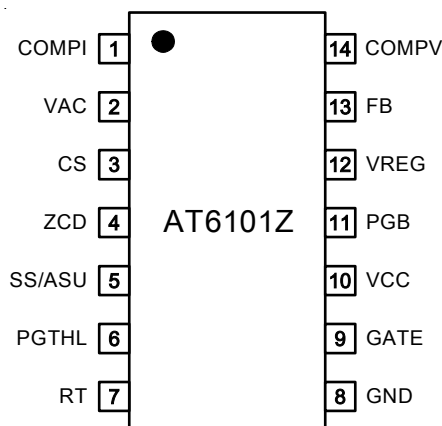 COMPI 1 14 COMPV
VAC 2 13 FB
CS 3 12 VREG
ZCD 4 AT6101Z 11 PGB
SS/ASU 5 10 VCC
PGTHL 6 9 GATE
RT 7 8 GND